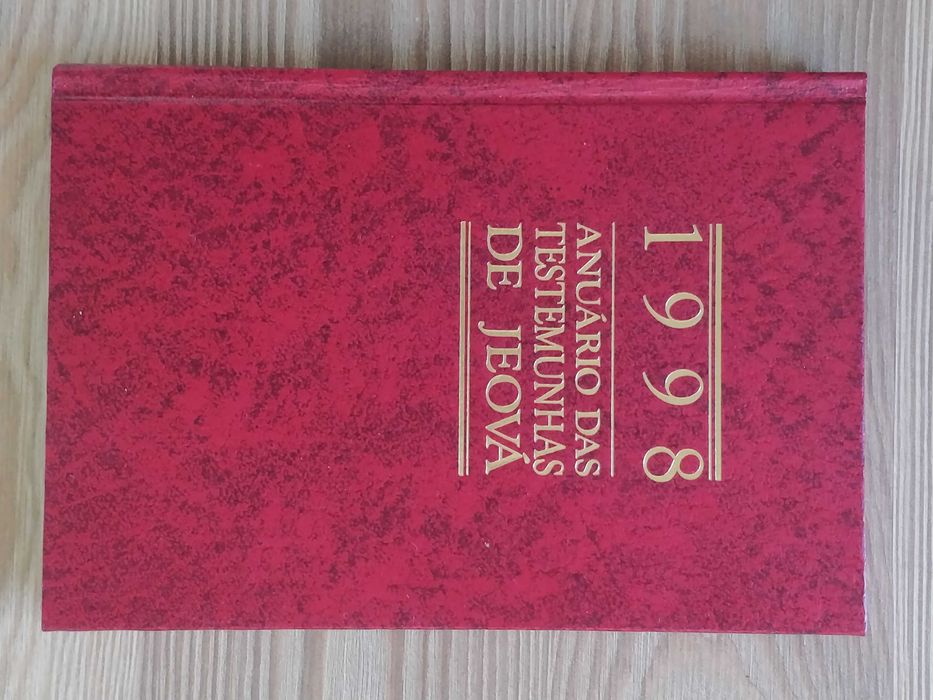 1998
ANUÁRIO DAS
TESTEMUNHAS
DE JEOVÁ